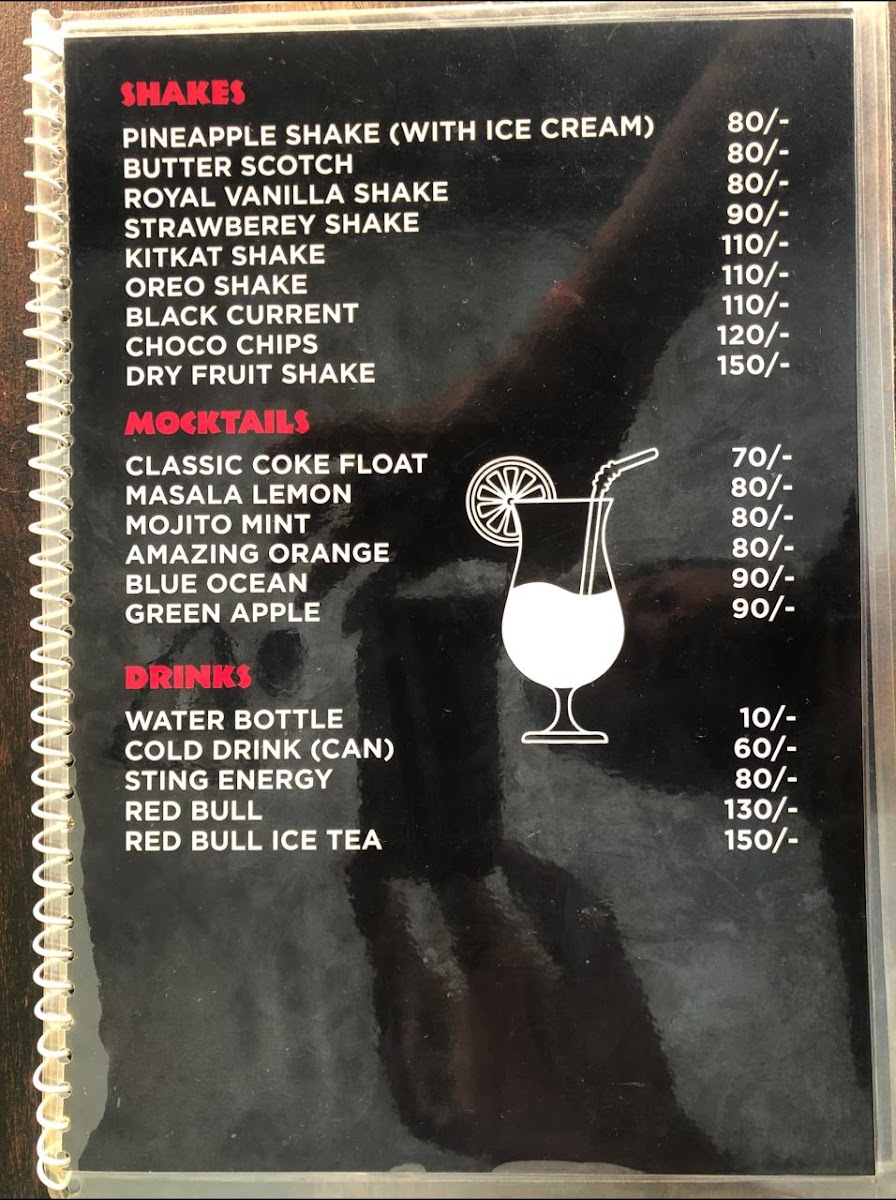 SHAKES
PINEAPPLE SHAKE (WITH ICE CREAM) 80/-
BUTTER SCOTCH 80/-
ROYAL VANILLA SHAKE 80/-
STRAWBEREY SHAKE 90/-
KITKAT SHAKE 110/-
OREO SHAKE 110/-
BLACK CURRENT 110/-
CHOCO CHIPS 120/-
DRY FRUIT SHAKE 150/-
MOCKTAILS
CLASSIC COKE FLOAT 70/-
MASALA LEMON 80/-
MOJITO MINT 80/-
AMAZING ORANGE 80/-
BLUE OCEAN 90/-
GREEN APPLE 90/-
DRINKS
WATER BOTTLE 10/-
COLD DRINK (CAN) 60/-
STING ENERGY 80/-
RED BULL 130/-
RED BULL ICE TEA 150/-